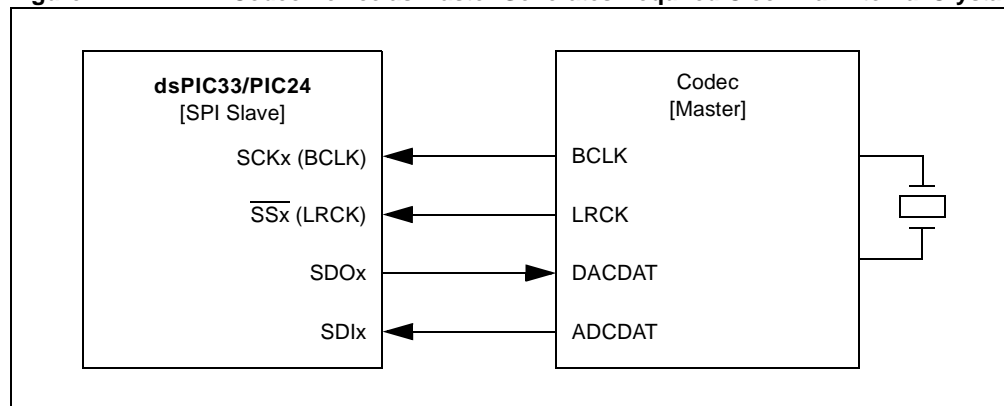 dsPIC33/PIC24
[SPI Slave]
SCKx (BCLK)
SSx (LRCK)
SDOx
SDIx
Codec
[Master]
BCLK
LRCK
DACDAT
ADCDAT